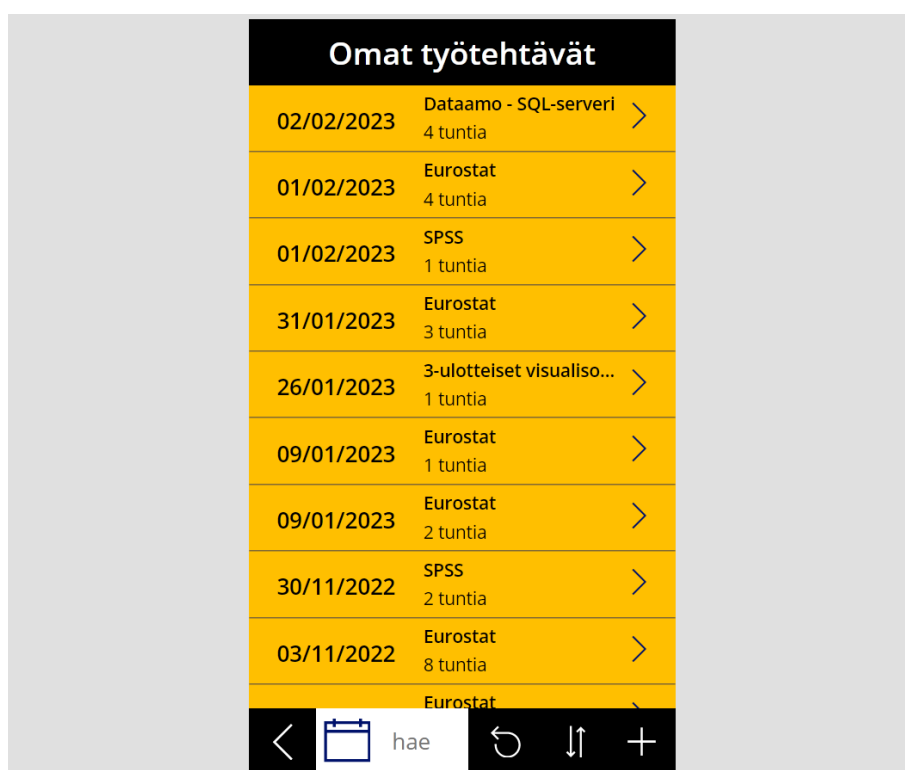 Omat työtehtävät
02/02/2023
Dataamo - SQL-serveri
4 tuntia
01/02/2023
Eurostat
4 tuntia
01/02/2023
SPSS
1 tuntia
31/01/2023
Eurostat
3 tuntia
26/01/2023
3-ulotteiset visualiso...
1 tuntia
09/01/2023
Eurostat
1 tuntia
09/01/2023
Eurostat
2 tuntia
30/11/2022
SPSS
2 tuntia
03/11/2022
Eurostat
8 tuntia
Eurostat
hae